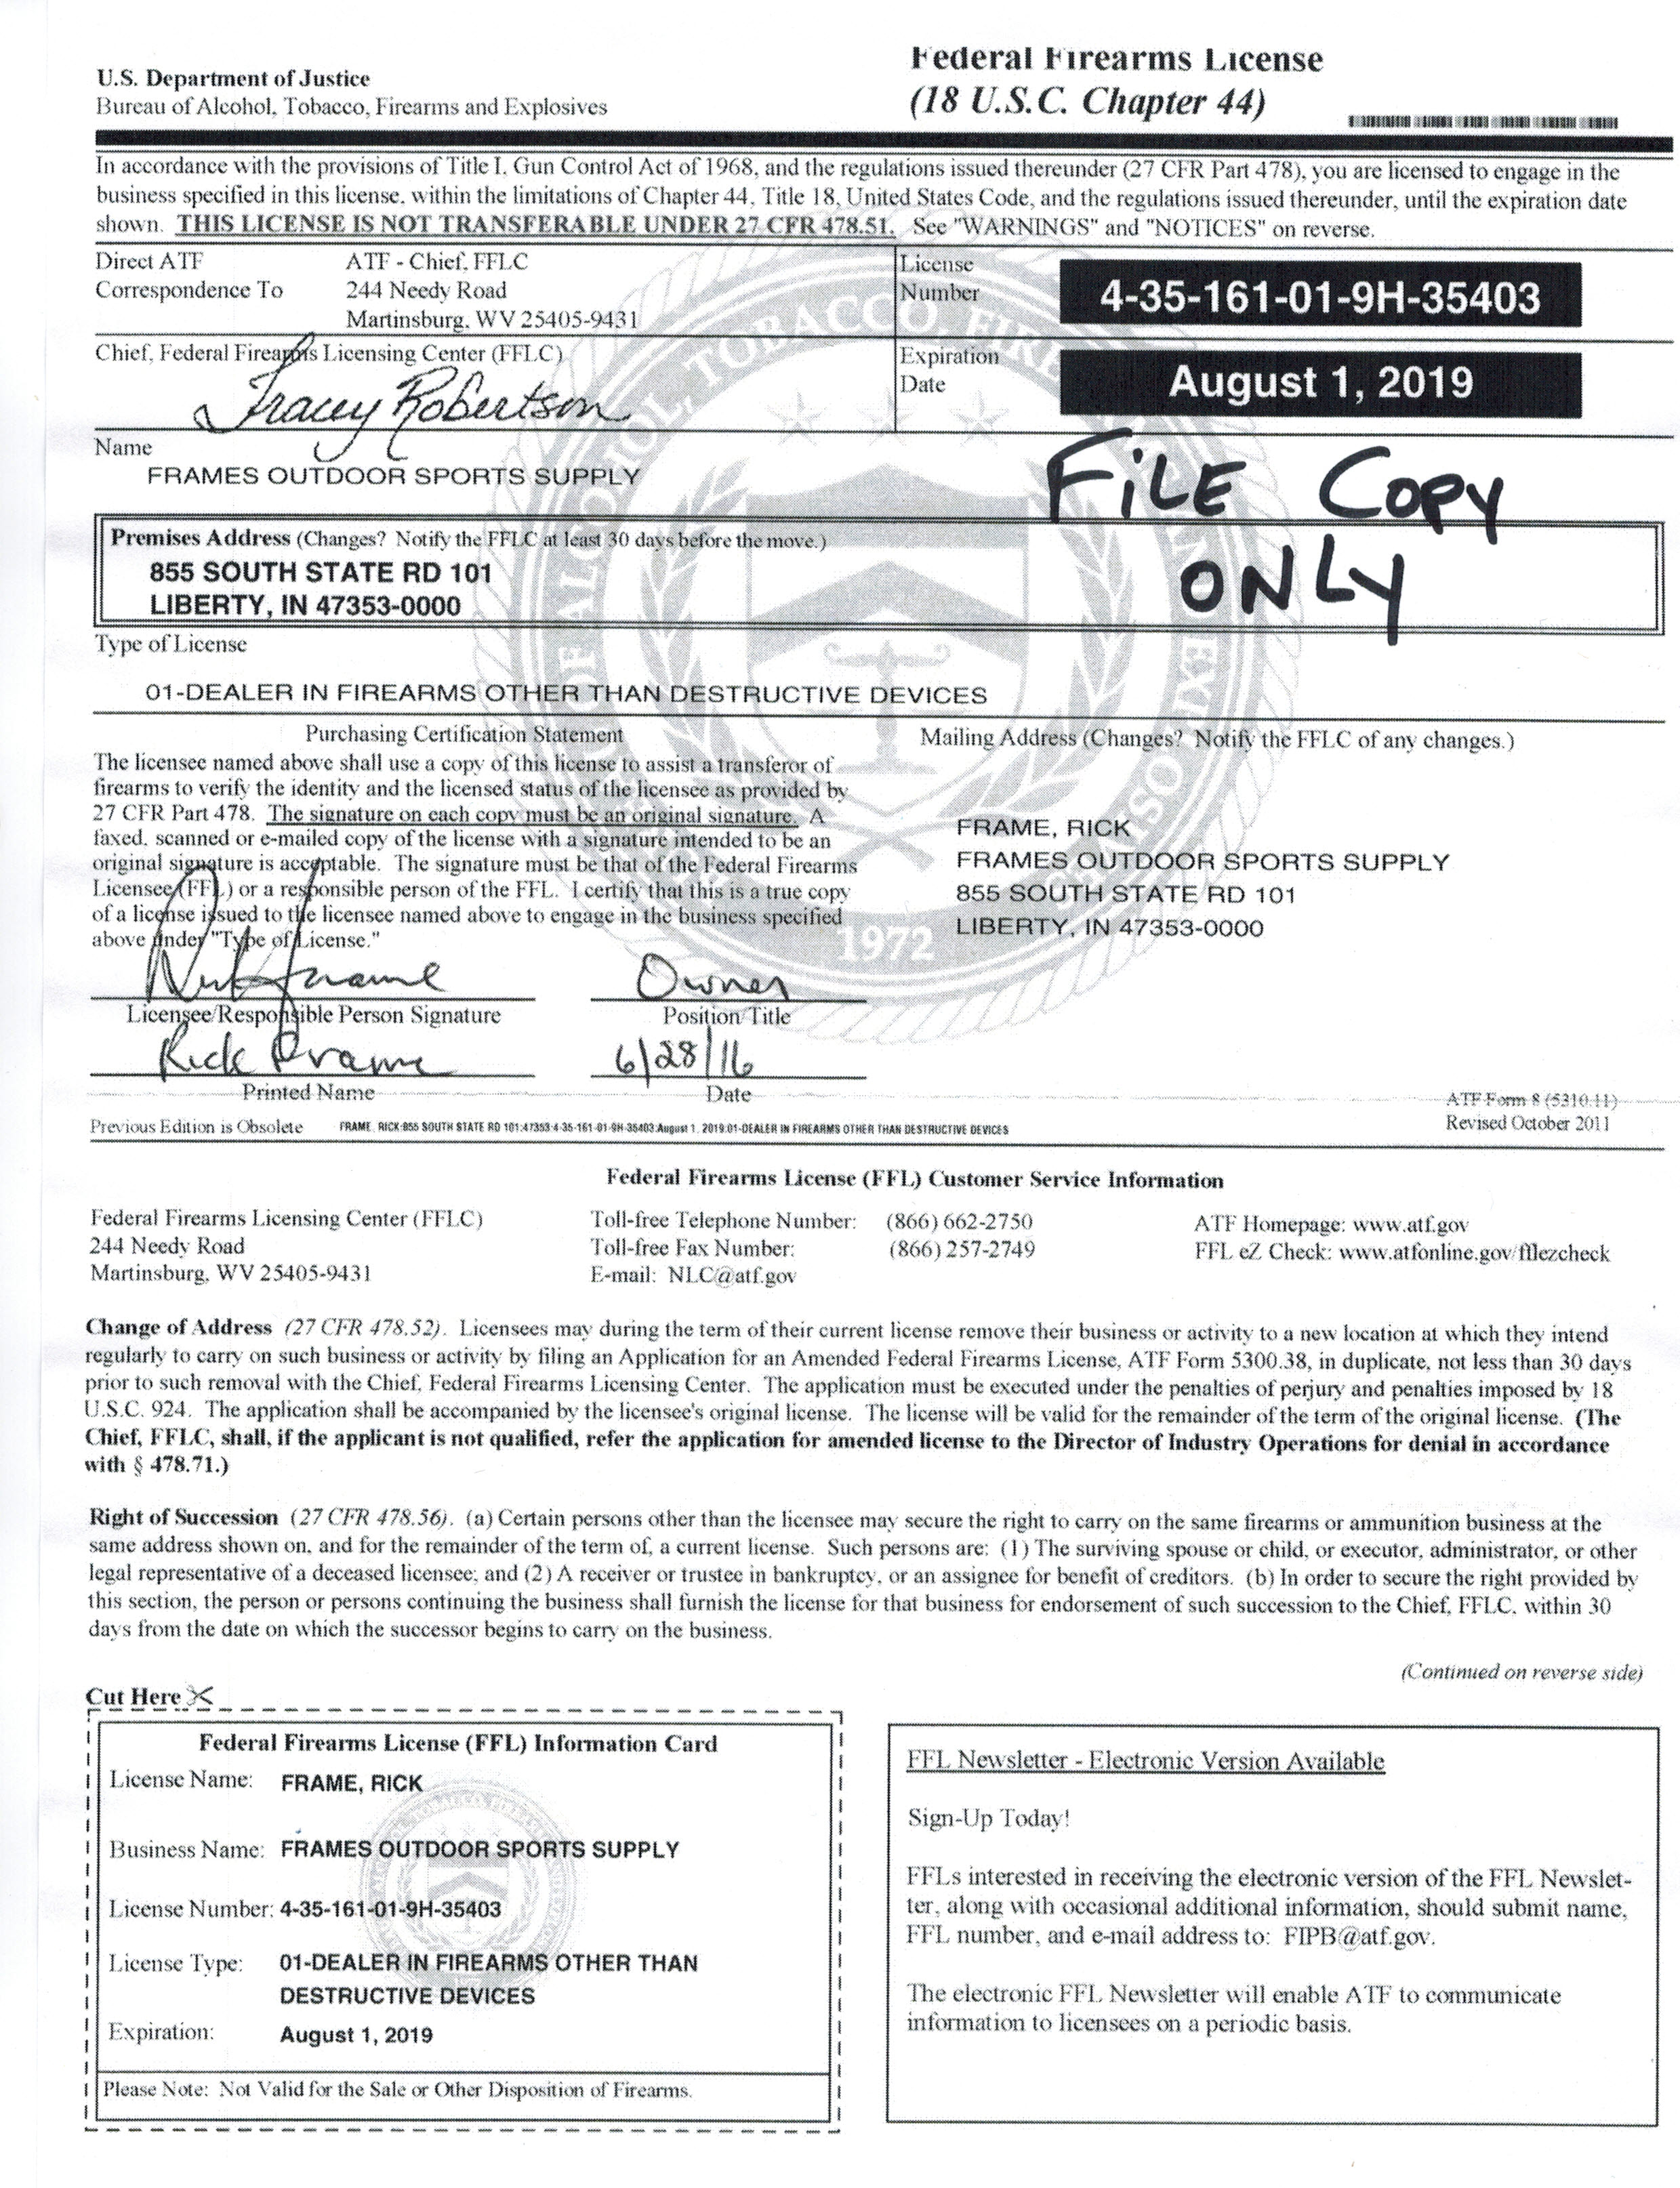 U.S. Department of Justice
Bureau of Alcohol, Tobacco, Firearms and Explosives
Federal Firearms License
(18 U.S.C. Chapter 44)
In accordance with the provisions of Title I, Gun Control Act of 1968, and the regulations issued thereunder (27 CFR Part 478), you are licensed to engage in the
business specified in this license, within the limitations of Chapter 44, Title 18, United States Code, and the regulations issued thereunder, until the expiration date
shown. THIS LICENSE IS NOT TRANSFERABLE UNDER 27 CFR 478.51. See "WARNINGS" and "NOTICES" on reverse.
Direct ATF
Correspondence To
ATF - Chief, FFLC
244 Needy Road
Martinsburg, WV 25405-9431
License
Number
4-35-161-01-9H-35403
Chief, Federal Firearms Licensing Center (FFLC)
Tracey Robertson
Expiration
Date
August 1, 2019
Name
FRAMES OUTDOOR SPORTS SUPPLY
FiLE Copy
ONLy
Premises Address (Changes? Notify the FFLC at least 30 days before the move.)
855 SOUTH STATE RD 101
LIBERTY, IN 47353-0000
Type of License
01-DEALER IN FIREARMS OTHER THAN DESTRUCTIVE DEVICES
Purchasing Certification Statement
The licensee named above shall use a copy of this license to assist a transferor of
firearms to verify the identity and the licensed status of the licensee as provided by
27 CFR Part 478. The signature on each copy must be an original signature. A
faxed, scanned or e-mailed copy of the license with a signature intended to be an
original signature is acceptable. The signature must be that of the Federal Firearms
Licensee (FFL) or a responsible person of the FFL. I certify that this is a true copy
of a license issued to the licensee named above to engage in the business specified
above under "Type of License."
Mailing Address (Changes? Notify the FFLC of any changes.)
FRAME, RICK
FRAMES OUTDOOR SPORTS SUPPLY
855 SOUTH STATE RD 101
LIBERTY, IN 47353-0000
1972
Rick Frame Owner
Licensee/Responsible Person Signature Position/Title
Rick Frame 6/28/16
Printed Name Date
ATF Form 8 (5310.11)
Revised October 2011
Previous Edition is Obsolete FRAME, RICK:855 SOUTH STATE RD 101:47353:4-35-161-01-9H-35403:August 1, 2019:01-DEALER IN FIREARMS OTHER THAN DESTRUCTIVE DEVICES
Federal Firearms License (FFL) Customer Service Information
Federal Firearms Licensing Center (FFLC)
244 Needy Road
Martinsburg, WV 25405-9431
Toll-free Telephone Number: (866) 662-2750
Toll-free Fax Number: (866) 257-2749
E-mail: NLC@atf.gov
ATF Homepage: www.atf.gov
FFL eZ Check: www.atfonline.gov/fflezcheck
Change of Address (27 CFR 478.52). Licensees may during the term of their current license remove their business or activity to a new location at which they intend
regularly to carry on such business or activity by filing an Application for an Amended Federal Firearms License, ATF Form 5300.38, in duplicate, not less than 30 days
prior to such removal with the Chief, Federal Firearms Licensing Center. The application must be executed under the penalties of perjury and penalties imposed by 18
U.S.C. 924. The application shall be accompanied by the licensee's original license. The license will be valid for the remainder of the term of the original license. (The
Chief, FFLC, shall, if the applicant is not qualified, refer the application for amended license to the Director of Industry Operations for denial in accordance
with § 478.71.)
Right of Succession (27 CFR 478.56). (a) Certain persons other than the licensee may secure the right to carry on the same firearms or ammunition business at the
same address shown on, and for the remainder of the term of, a current license. Such persons are: (1) The surviving spouse or child, or executor, administrator, or other
legal representative of a deceased licensee; and (2) A receiver or trustee in bankruptcy, or an assignee for benefit of creditors. (b) In order to secure the right provided by
this section, the person or persons continuing the business shall furnish the license for that business for endorsement of such succession to the Chief, FFLC, within 30
days from the date on which the successor begins to carry on the business.
(Continued on reverse side)
Cut Here
Federal Firearms License (FFL) Information Card
License Name: FRAME, RICK
Business Name: FRAMES OUTDOOR SPORTS SUPPLY
License Number: 4-35-161-01-9H-35403
License Type: 01-DEALER IN FIREARMS OTHER THAN
DESTRUCTIVE DEVICES
Expiration: August 1, 2019
Please Note: Not Valid for the Sale or Other Disposition of Firearms.
FFL Newsletter - Electronic Version Available
Sign-Up Today!
FFLs interested in receiving the electronic version of the FFL Newslet-
ter, along with occasional additional information, should submit name,
FFL number, and e-mail address to: FIPB@atf.gov.
The electronic FFL Newsletter will enable ATF to communicate
information to licensees on a periodic basis.